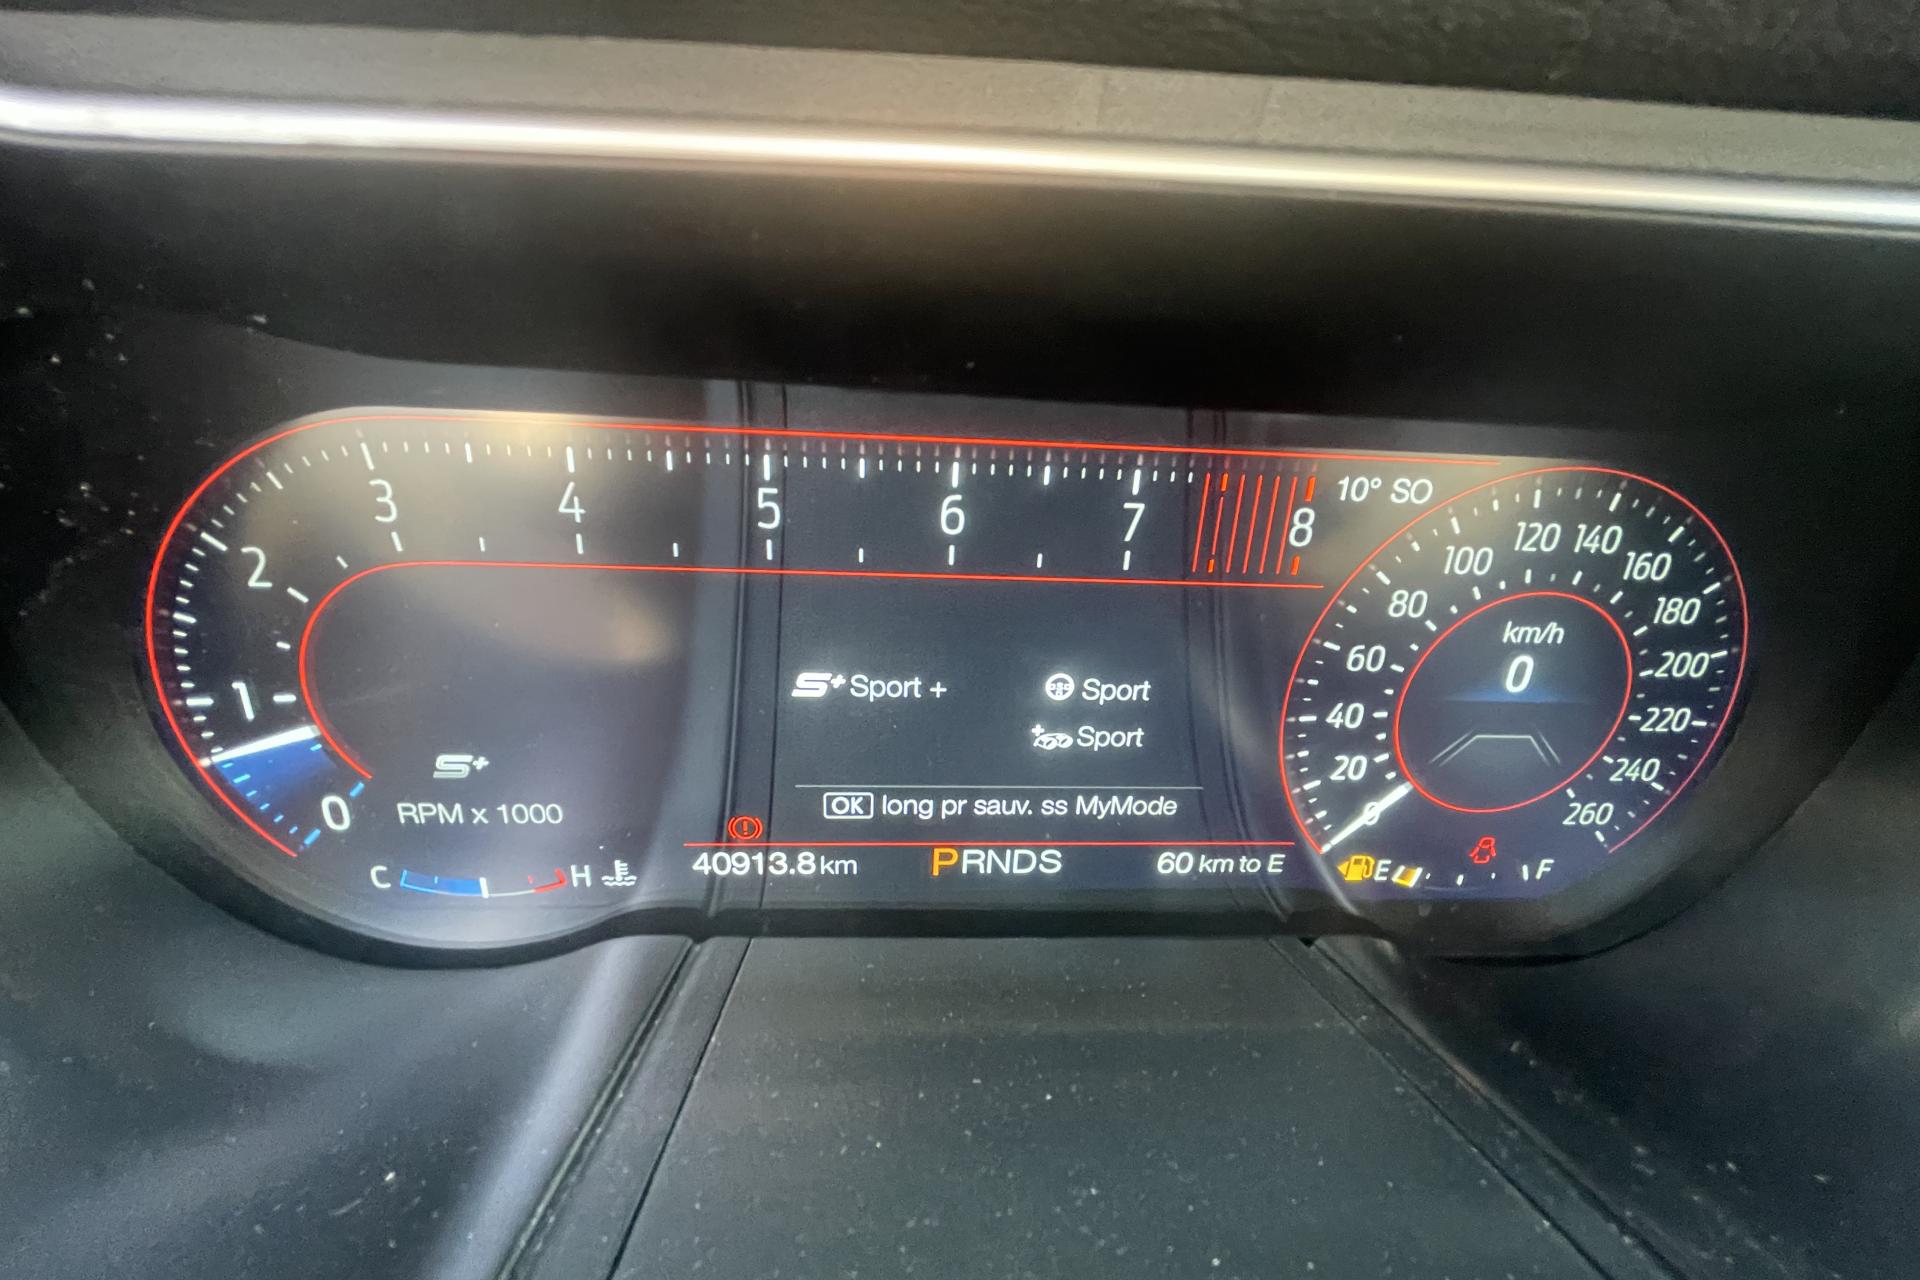 3 4 5 6 7 8
10° SO
2
1
0
S+
RPM x 1000
C H
S+ Sport +
Sport
Sport
OK long pr sauv. ss MyMode
40913.8 km
PRNDS
60 km to E
0 20 40 60 80 100 120 140 160 180 200 220 240 260
km/h
0
E F